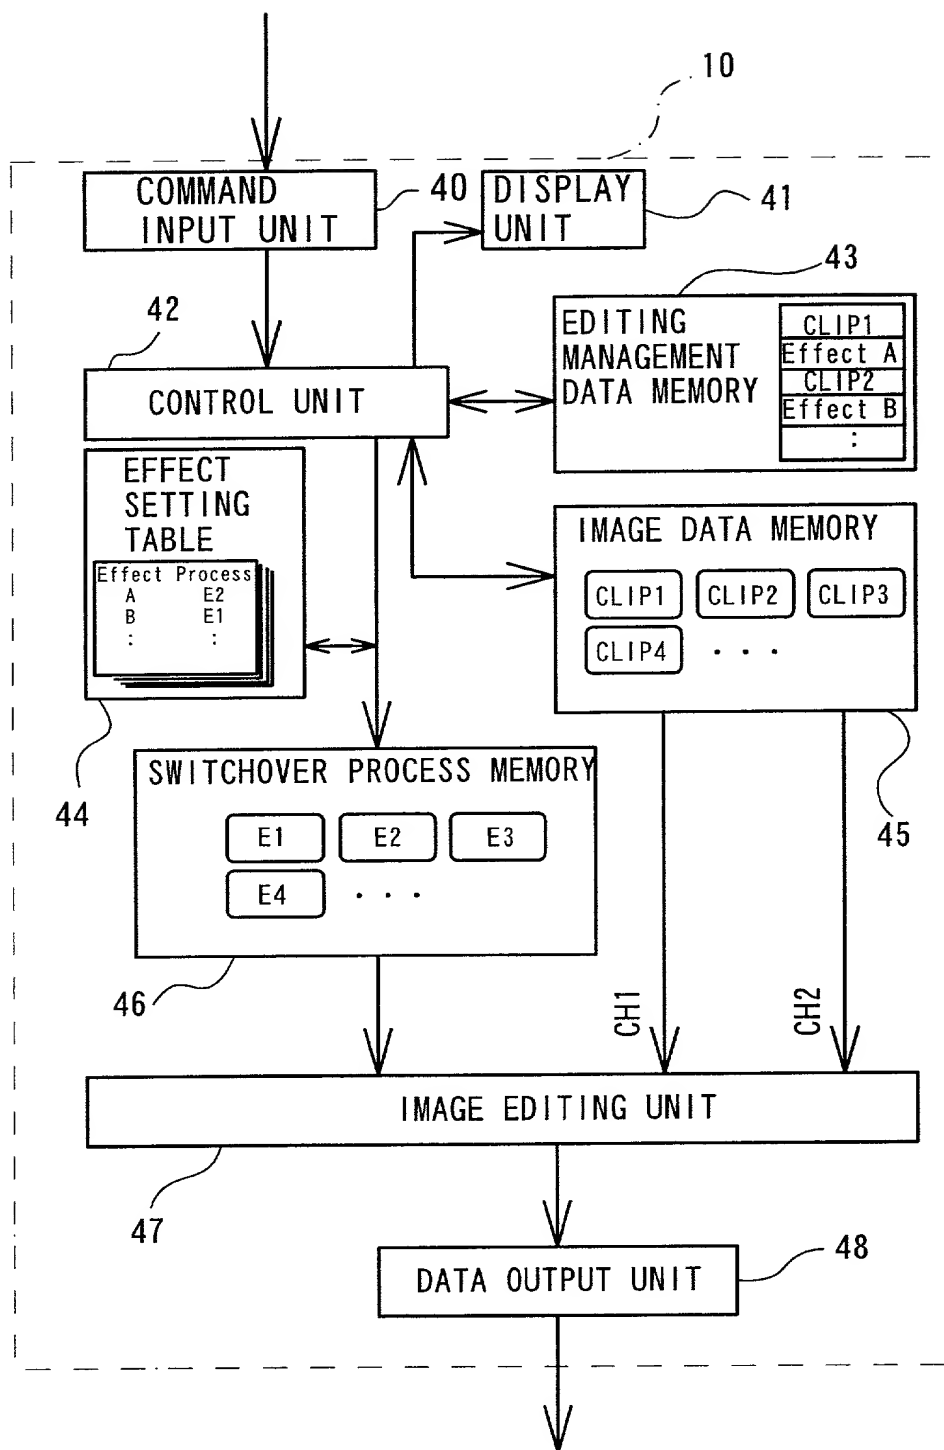 10
COMMAND
INPUT UNIT
40
DISPLAY
UNIT
41
42
CONTROL UNIT
43
EDITING
MANAGEMENT
DATA MEMORY
CLIP1
Effect A
CLIP2
Effect B
:
EFFECT
SETTING
TABLE
Effect Process
A E2
B E1
: :
44
IMAGE DATA MEMORY
CLIP1 CLIP2 CLIP3
CLIP4 . . .
45
SWITCHOVER PROCESS MEMORY
E1 E2 E3
E4 . . .
46
CH1
CH2
IMAGE EDITING UNIT
47
DATA OUTPUT UNIT
48